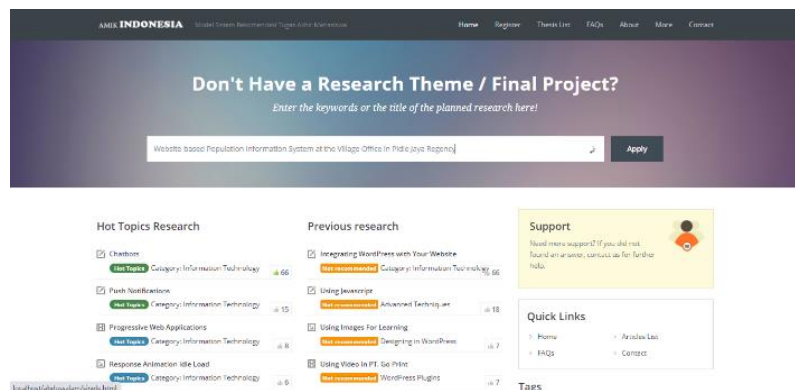 AMIK INDONESIA
Model Sistem Rekomendasi Tugas Akhir Mahasiswa
Home Register Thesis List FAQs About More Contact
Don't Have a Research Theme / Final Project?
Enter the keywords or the title of the planned research here!
Website based Population Information System at the Village Office in Pidie Jaya Regency
Apply
Hot Topics Research
Chatbots
Hot Topics Category: Information Technology 66
Push Notifications
Hot Topics Category: Information Technology 15
Progressive Web Applications
Hot Topics Category: Information Technology 8
Response Animation Idle Load
Hot Topics Category: Information Technology 6
Previous research
Integrating WordPress with Your Website
Not recommended Category: Information Technology 66
Using Javascript
Not recommended Advanced Techniques 18
Using Images For Learning
Not recommended Designing in WordPress 7
Using Video in PT. Go Print
Not recommended WordPress Plugins 7
Support
Need more support? If you did not
found an answer, contact us for further
help.
Quick Links
Home Articles List
FAQs Contact
Tags